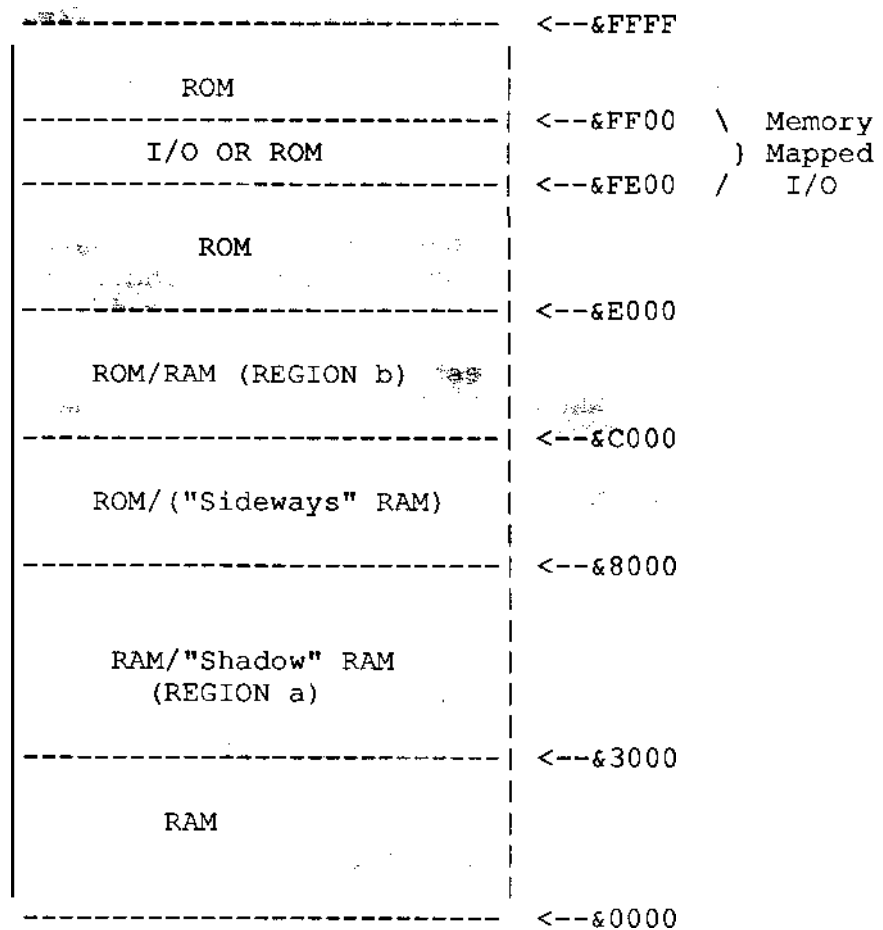 <--&FFFF
ROM
<--&FF00 \ Memory
I/O OR ROM } Mapped
<--&FE00 / I/O
ROM
<--&E000
ROM/RAM (REGION b)
<--&C000
ROM/("Sideways" RAM)
<--&8000
RAM/"Shadow" RAM
(REGION a)
<--&3000
RAM
<--&0000